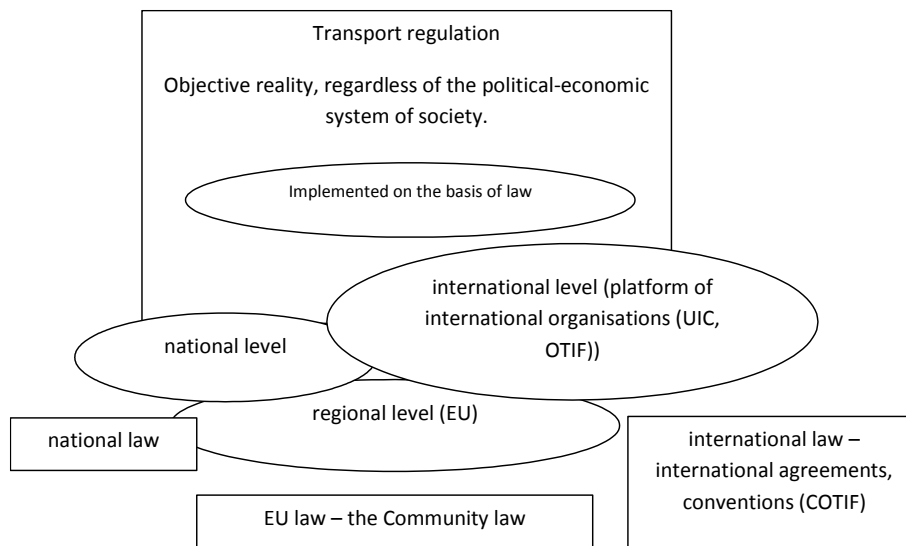 Transport regulation
Objective reality, regardless of the political-economic
system of society.
Implemented on the basis of law
international level (platform of
international organisations (UIC,
OTIF))
national level
regional level (EU)
national law
international law –
international agreements,
conventions (COTIF)
EU law – the Community law